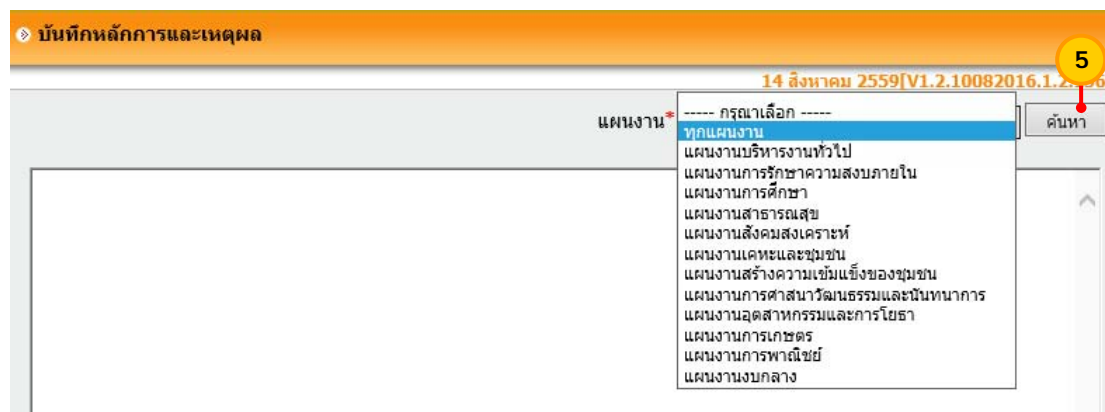 บันทึกหลักการและเหตุผล
5
14 สิงหาคม 2559[V1.2.10082016.1.2.
แผนงาน*
----- กรุณาเลือก -----
ค้นหา
ทุกแผนงาน
แผนงานบริหารงานทั่วไป
แผนงานการรักษาความสงบภายใน
แผนงานการศึกษา
แผนงานสาธารณสุข
แผนงานสังคมสงเคราะห์
แผนงานเคหะและชุมชน
แผนงานสร้างความเข้มแข็งของชุมชน
แผนงานการศาสนาวัฒนธรรมและนันทนาการ
แผนงานอุตสาหกรรมและการโยธา
แผนงานการเกษตร
แผนงานการพาณิชย์
แผนงานงบกลาง